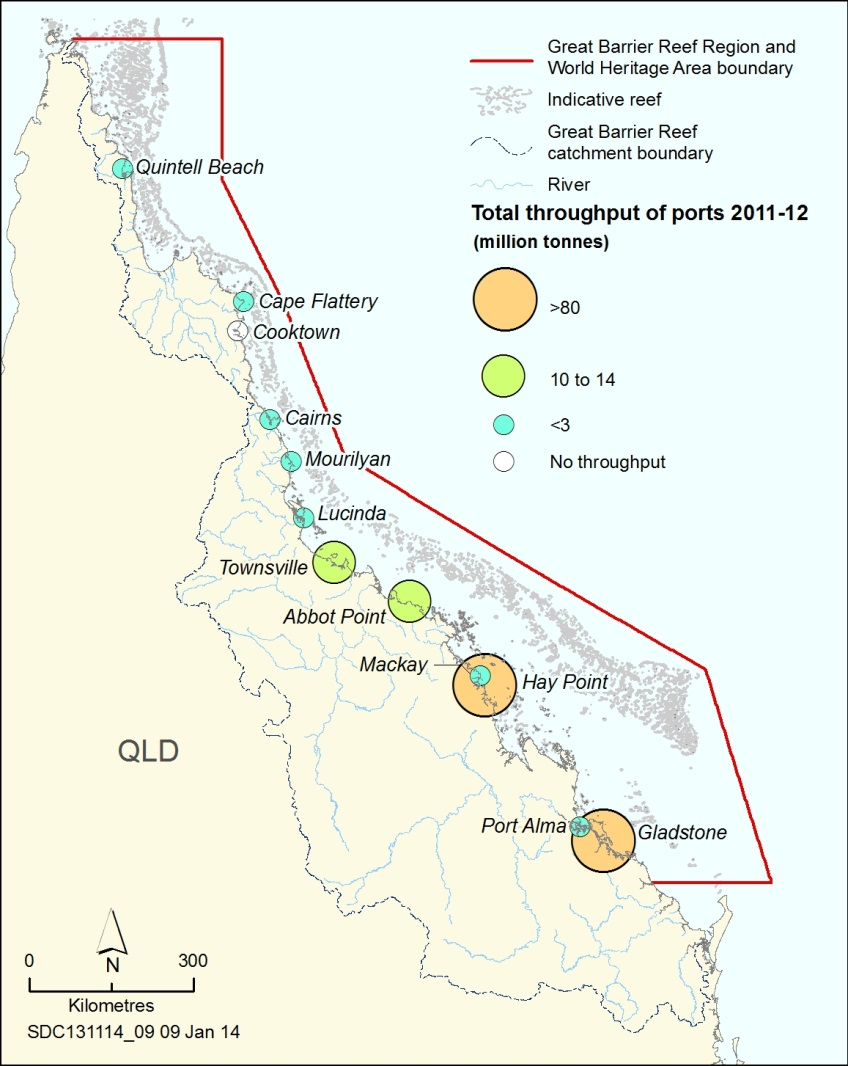 Great Barrier Reef Region and
World Heritage Area boundary
Indicative reef
Great Barrier Reef
catchment boundary
River
Total throughput of ports 2011-12
(million tonnes)
>80
10 to 14
<3
No throughput
Quintell Beach
Cape Flattery
Cooktown
Cairns
Mourilyan
Lucinda
Townsville
Abbot Point
Mackay
Hay Point
QLD
Port Alma
Gladstone
0 300
N
Kilometres
SDC131114_09 09 Jan 14